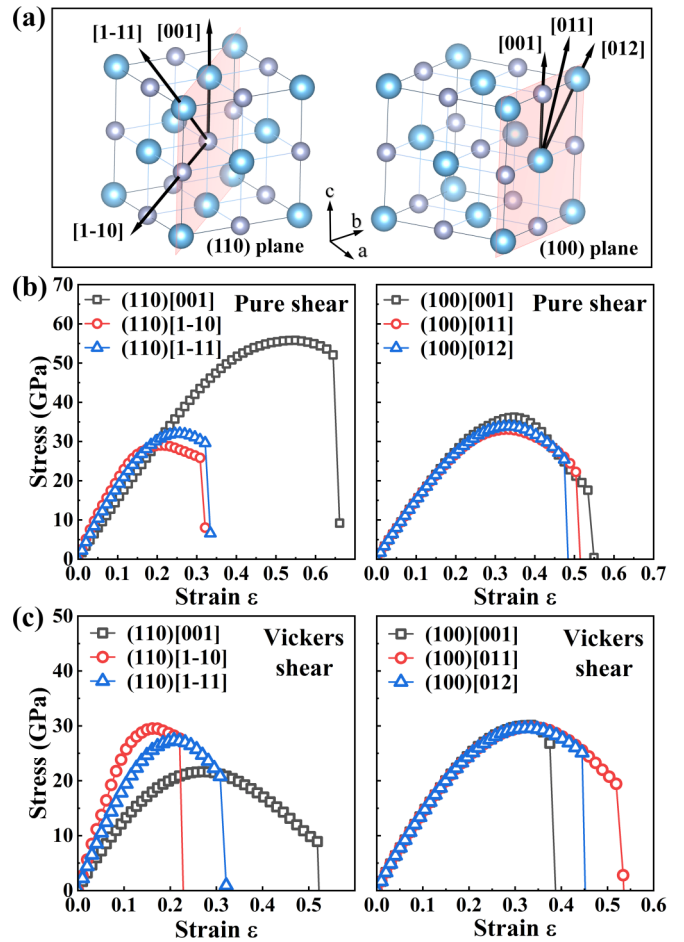 (a)
[1-11]
[001]
[1-10]
(110) plane
c
b
a
[001]
[011]
[012]
(100) plane
(b)
Stress (GPa)
70
60
50
40
30
20
10
0
(110)[001]
(110)[1-10]
(110)[1-11]
Pure shear
0.0 0.1 0.2 0.3 0.4 0.5 0.6
Strain ε
(100)[001]
(100)[011]
(100)[012]
Pure shear
0.0 0.1 0.2 0.3 0.4 0.5 0.6 0.7
Strain ε
(c)
Stress (GPa)
50
40
30
20
10
0
(110)[001]
(110)[1-10]
(110)[1-11]
Vickers
shear
0.0 0.1 0.2 0.3 0.4 0.5
Strain ε
(100)[001]
(100)[011]
(100)[012]
Vickers
shear
0.0 0.1 0.2 0.3 0.4 0.5 0.6
Strain ε